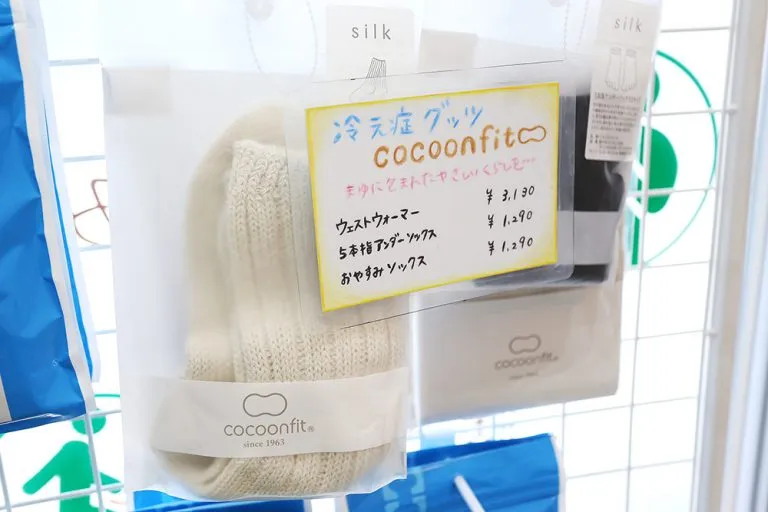 silk
silk
冷え症グッツ
cocoonfit
まゆに包まれたやさしいくらしを…
ウェストウォーマー ¥3,130
5本指アンダーソックス ¥1,290
おやすみソックス ¥1,290
cocoonfit®
since 1963
cocoonfit®
since 1963